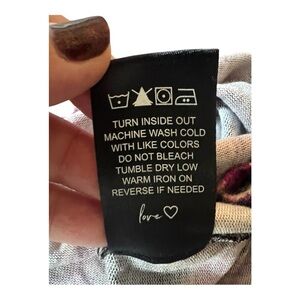 TURN INSIDE OUT
MACHINE WASH COLD
WITH LIKE COLORS
DO NOT BLEACH
TUMBLE DRY LOW
WARM IRON ON
REVERSE IF NEEDED
love